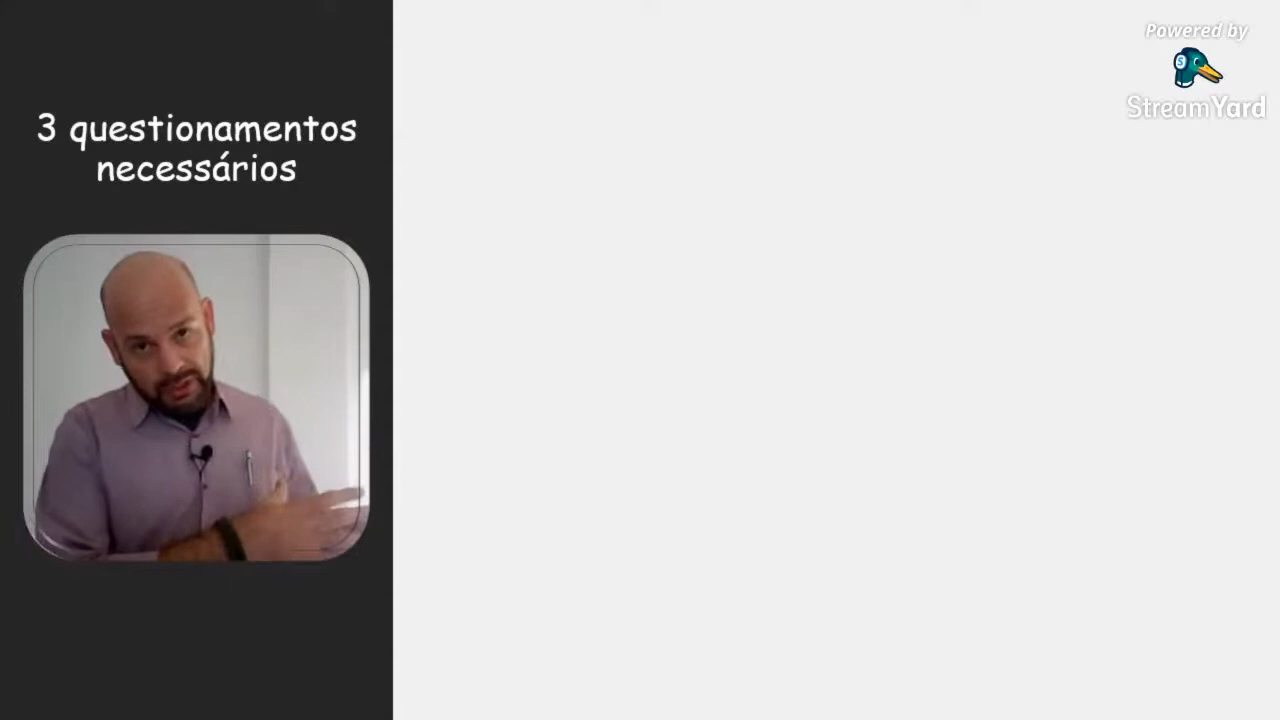 3 questionamentos
necessários
Powered by
S
StreamYard